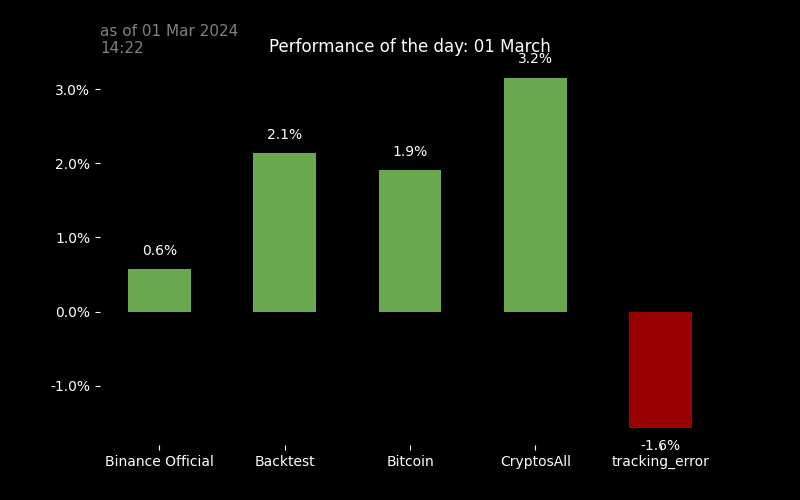 as of 01 Mar 2024
14:22
Performance of the day: 01 March
3.2%
3.0%
2.1%
2.0%
1.9%
1.0%
0.6%
0.0%
-1.0%
-1.6%
Binance Official
Backtest
Bitcoin
CryptosAll
tracking_error